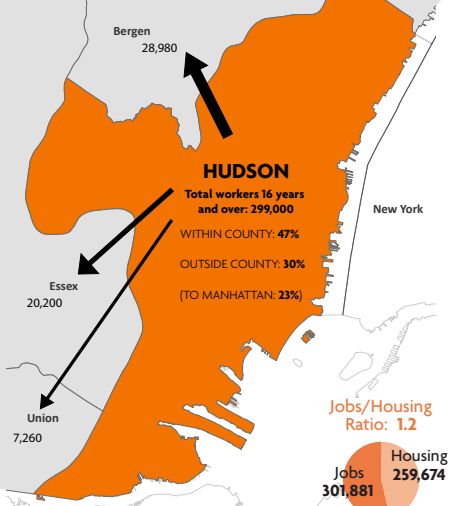 Bergen
28,980
HUDSON
Total workers 16 years
and over: 299,000
WITHIN COUNTY: 47%
OUTSIDE COUNTY: 30%
(TO MANHATTAN: 23%)
New York
Essex
20,200
Union
7,260
Jobs/Housing
Ratio: 1.2
Housing
259,674
Jobs
301,881